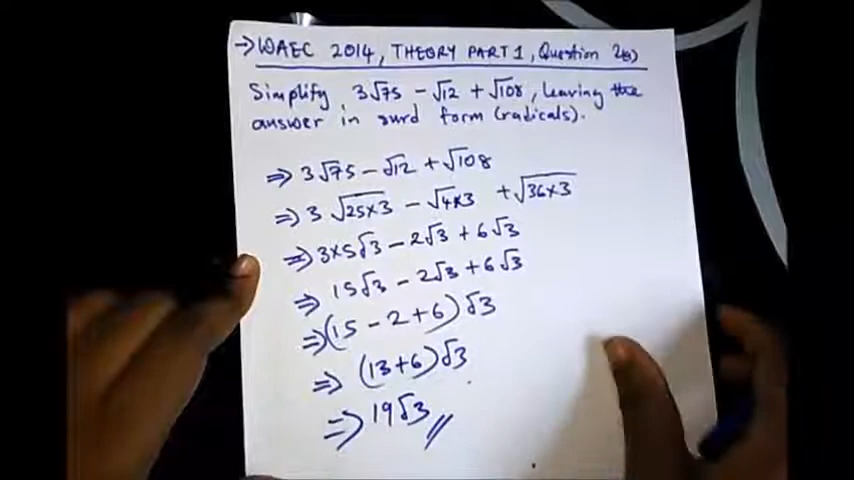 → WAEC 2014, THEORY PART 1, Question 2(a)
Simplify 3√75 - √12 + √108, leaving the
answer in surd form (radicals).
⇒ 3√75 - √12 + √108
⇒ 3 √25×3 - √4×3 + √36×3
⇒ 3×5√3 - 2√3 + 6√3
⇒ 15√3 - 2√3 + 6√3
⇒ (15 - 2 + 6) √3
⇒ (13+6)√3
⇒ 19√3 //